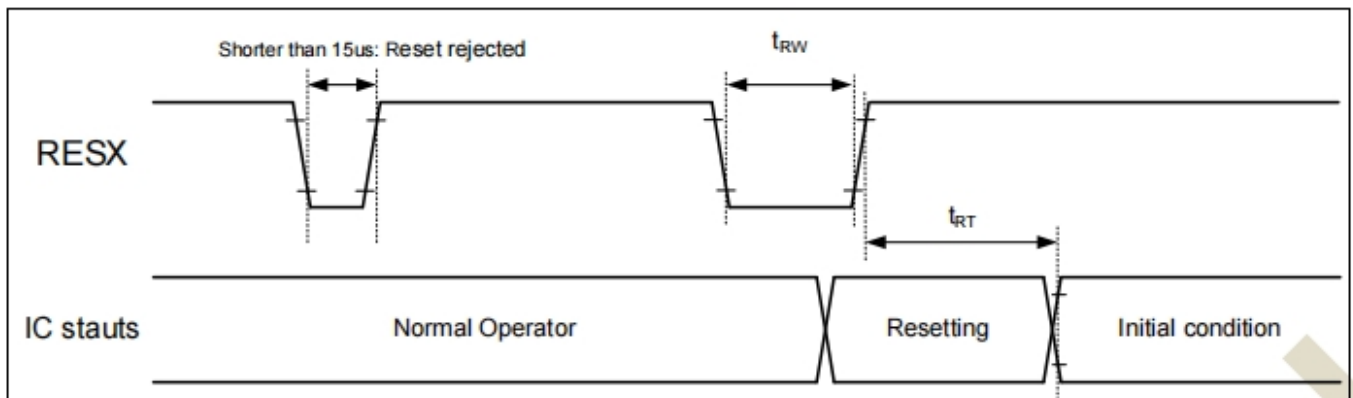 Shorter than 15us: Reset rejected
tRW
RESX
tRT
IC stauts
Normal Operator
Resetting
Initial condition